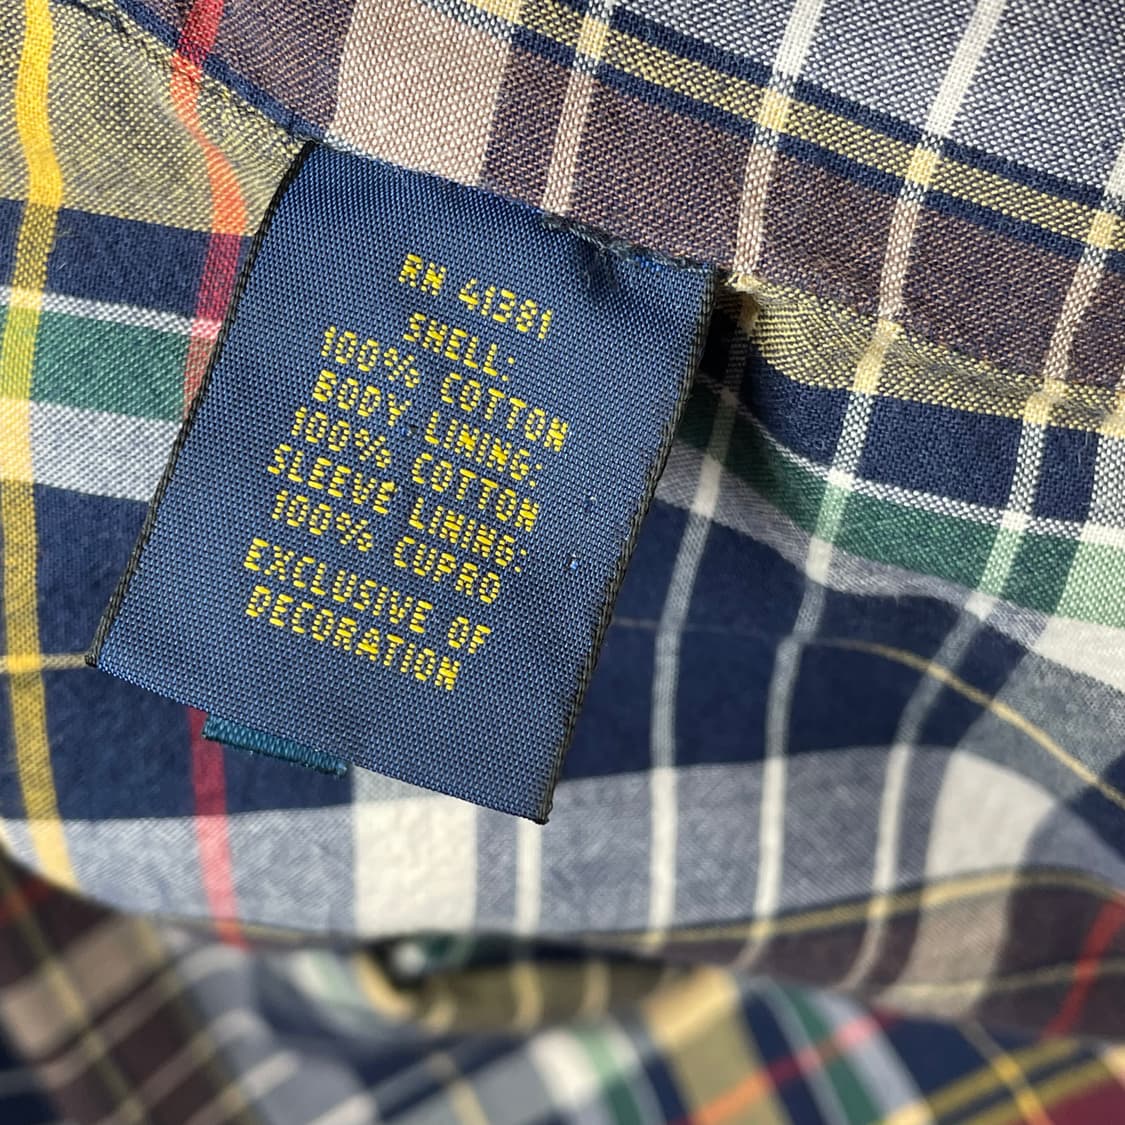 RN 41381
SHELL:
100% COTTON
BODY LINING:
100% COTTON
SLEEVE LINING:
100% CUPRO
EXCLUSIVE OF
DECORATION